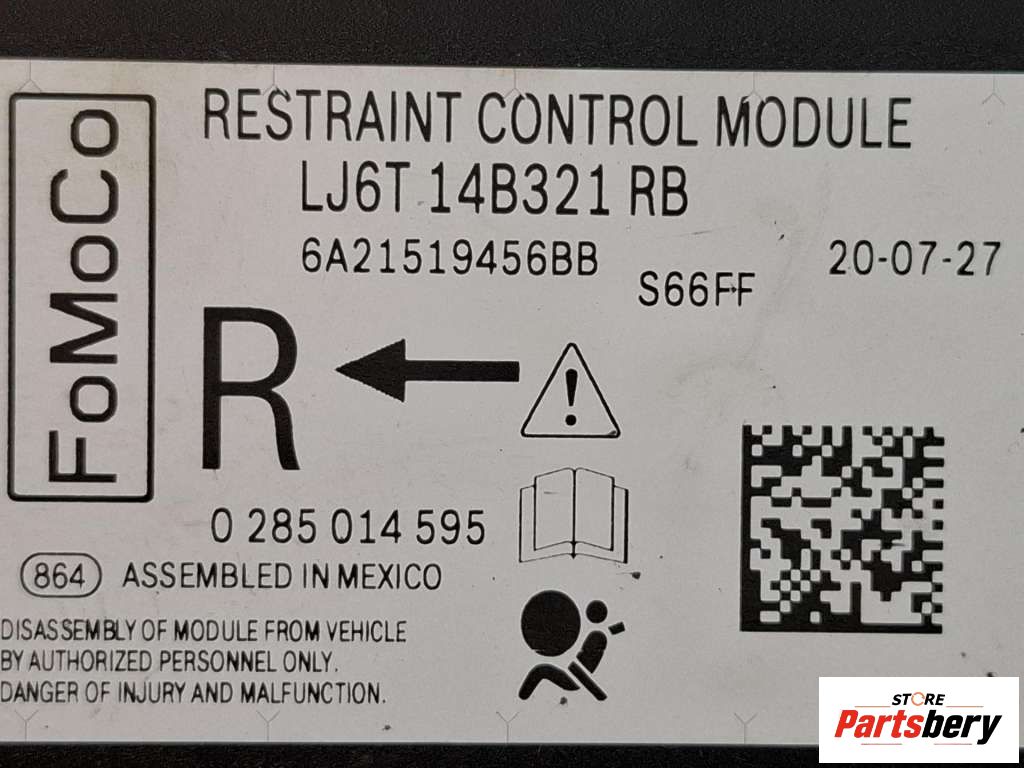 FoMoCo
RESTRAINT CONTROL MODULE
LJ6T 14B321 RB
6A21519456BB
20-07-27
S66FF
R
0 285 014 595
864 ASSEMBLED IN MEXICO
DISASSEMBLY OF MODULE FROM VEHICLE
BY AUTHORIZED PERSONNEL ONLY.
DANGER OF INJURY AND MALFUNCTION.
STORE
Partsbery